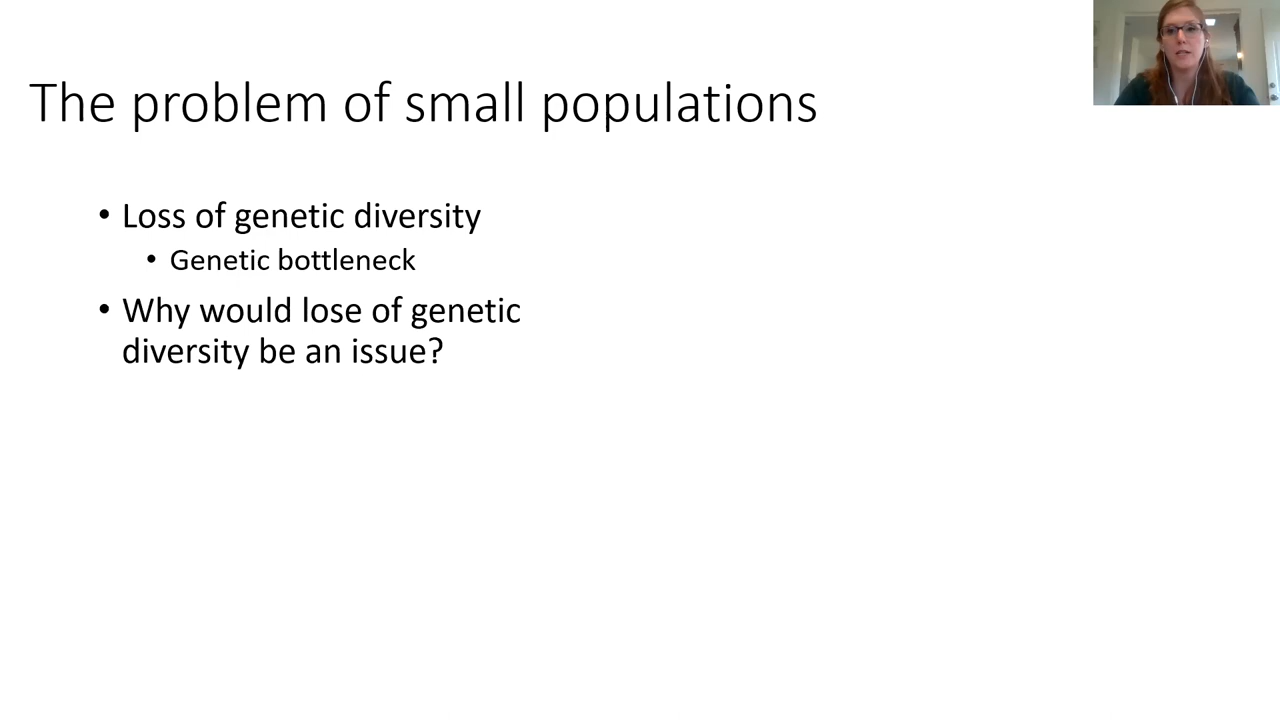 The problem of small populations
• Loss of genetic diversity
• Genetic bottleneck
• Why would lose of genetic
diversity be an issue?